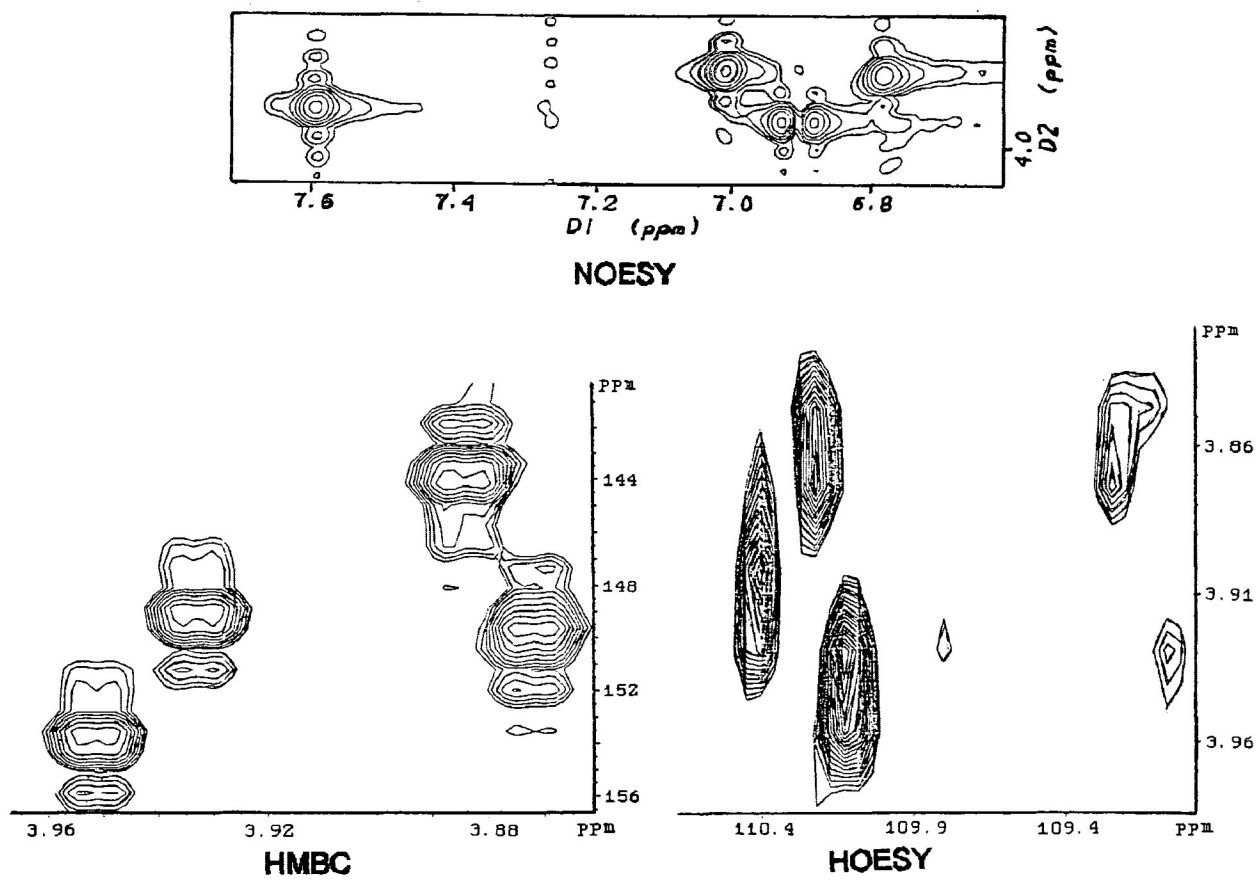 (ppm)
D2
4.0
7.6 7.4 7.2 7.0 6.8
D1 (ppm)
NOESY
PPm
144
148
152
156
3.96 3.92 3.88 PPm
HMBC
PPm
3.86
3.91
3.96
110.4 109.9 109.4 PPm
HOESY